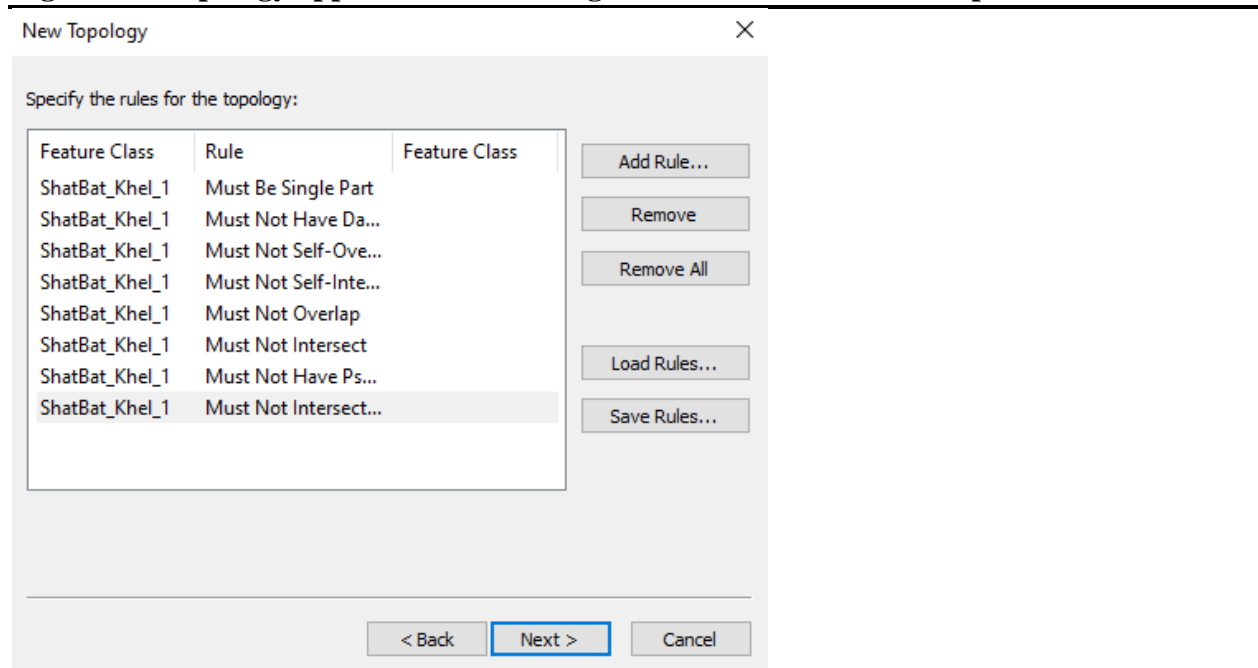 New Topology
Specify the rules for the topology:
Feature Class Rule Feature Class
ShatBat_Khel_1 Must Be Single Part
ShatBat_Khel_1 Must Not Have Da...
ShatBat_Khel_1 Must Not Self-Ove...
ShatBat_Khel_1 Must Not Self-Inte...
ShatBat_Khel_1 Must Not Overlap
ShatBat_Khel_1 Must Not Intersect
ShatBat_Khel_1 Must Not Have Ps...
ShatBat_Khel_1 Must Not Intersect...
Add Rule...
Remove
Remove All
Load Rules...
Save Rules...
< Back Next > Cancel